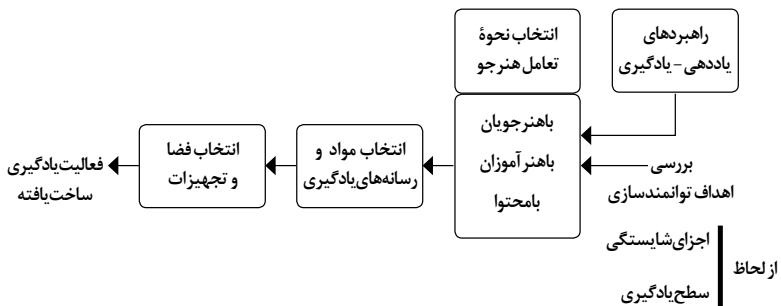 راهبردهای
یاددهی – یادگیری
انتخاب نحوهٔ
تعامل هنرجو
باهنرجویان
باهنرآموزان
بامحتوا
بررسی
اهداف توانمندسازی
از لحاظ
اجزای شایستگی
سطح یادگیری
انتخاب مواد و
رسانه‌های یادگیری
انتخاب فضا
و تجهیزات
فعالیت یادگیری
ساخت‌یافته